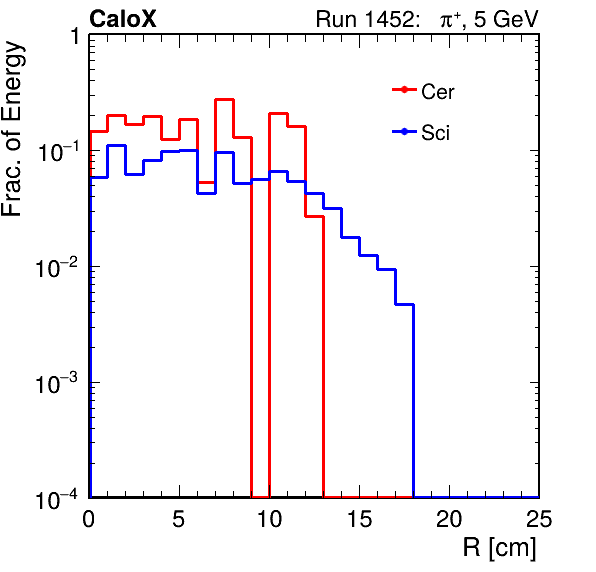 CaloX Run 1452: π⁺, 5 GeV
Frac. of Energy
1
10⁻¹
10⁻²
10⁻³
10⁻⁴
Cer
Sci
0 5 10 15 20 25
R [cm]